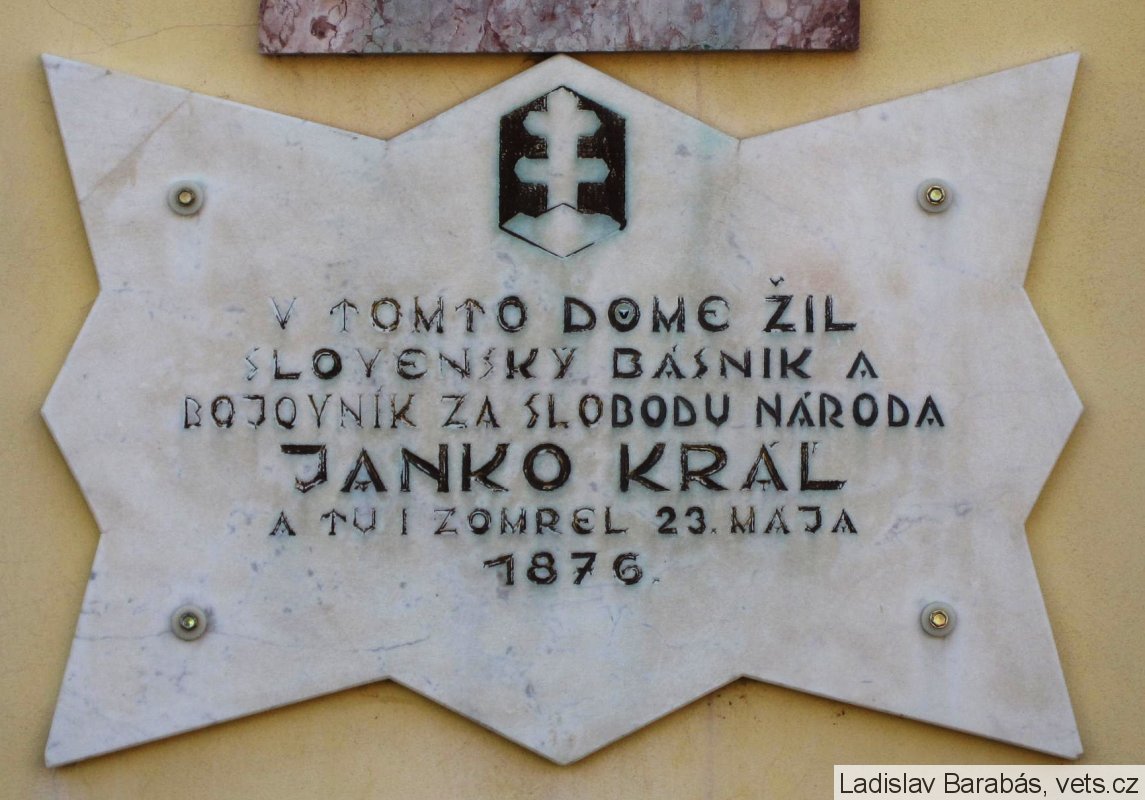 V TOMTO DOME ŽIL
SLOVENSKÝ BÁSNIK A
BOJOVNÍK ZA SLOBODU NÁRODA
JANKO KRÁĽ
A TU I ZOMREL 23. MÁJA
1876.
Ladislav Barabás, vets.cz